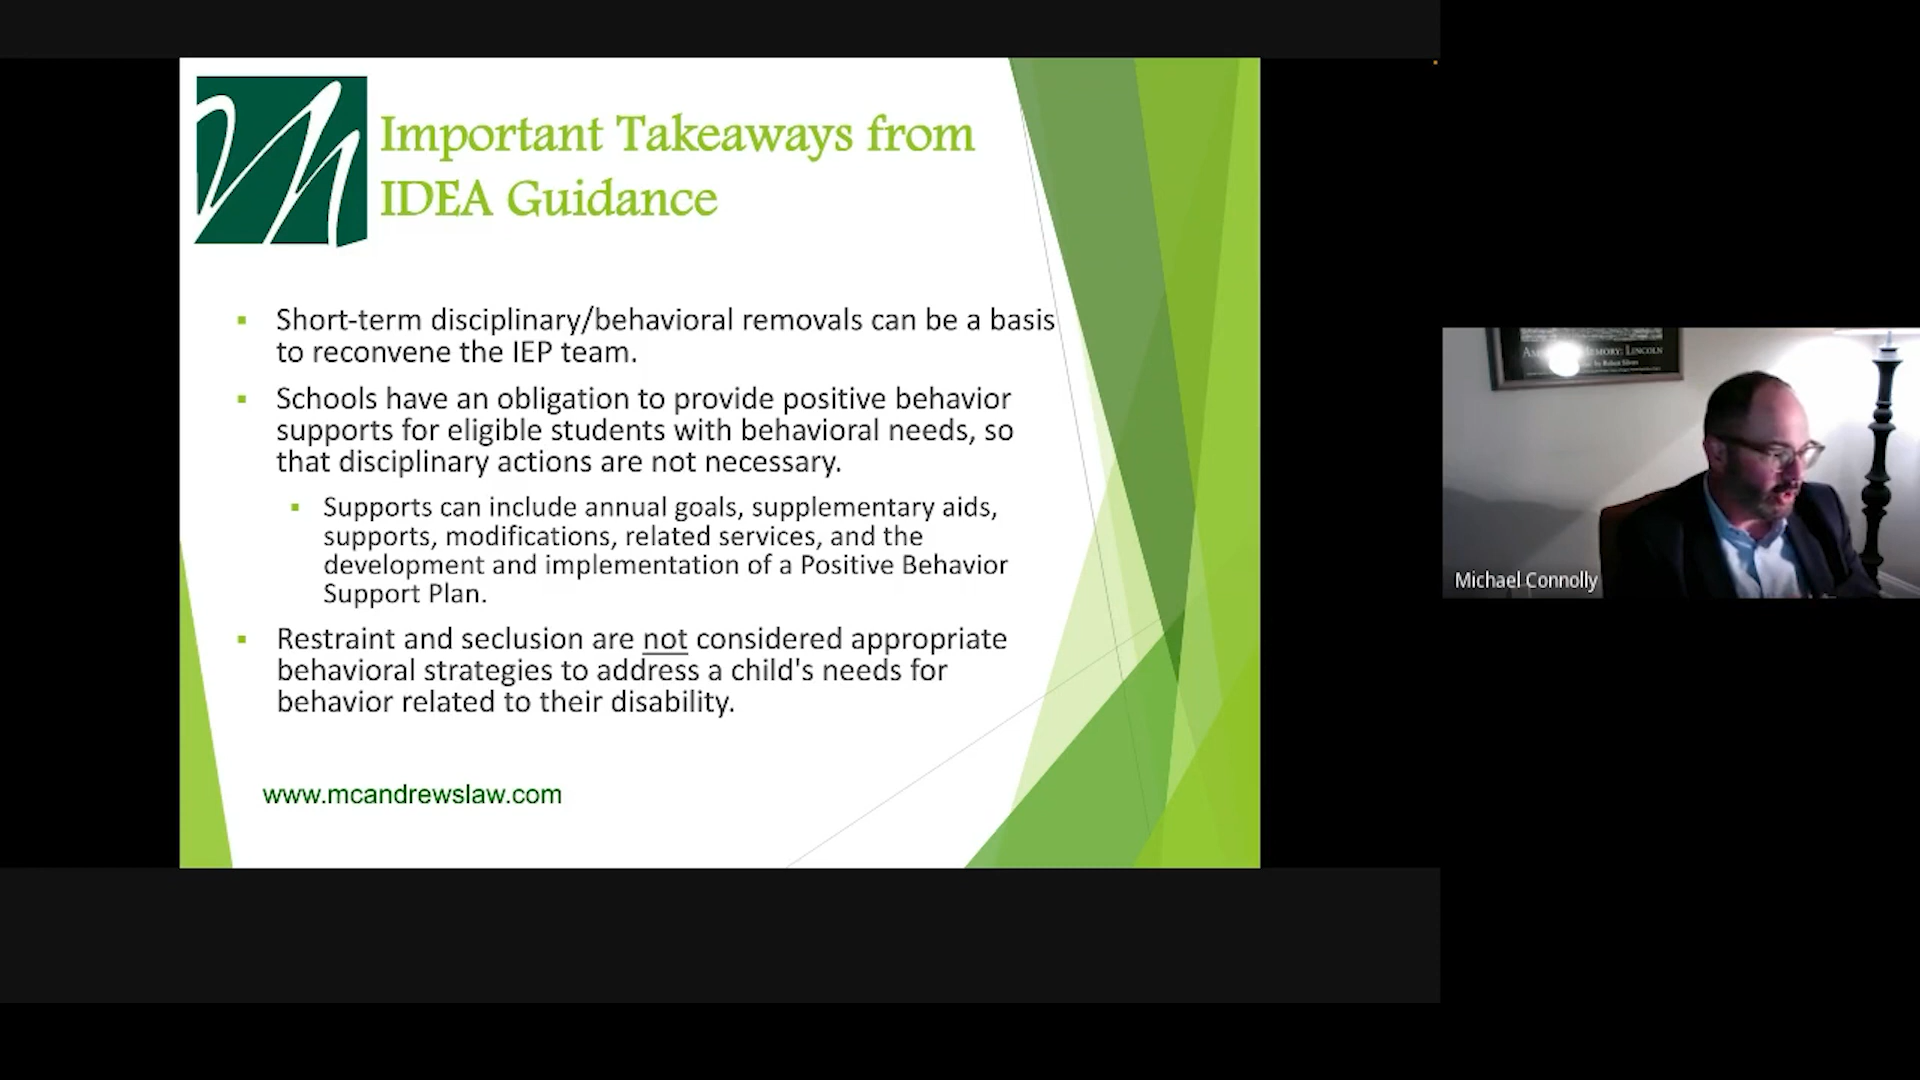 Important Takeaways from
IDEA Guidance
Short-term disciplinary/behavioral removals can be a basis
to reconvene the IEP team.
Schools have an obligation to provide positive behavior
supports for eligible students with behavioral needs, so
that disciplinary actions are not necessary.
Supports can include annual goals, supplementary aids,
supports, modifications, related services, and the
development and implementation of a Positive Behavior
Support Plan.
Restraint and seclusion are not considered appropriate
behavioral strategies to address a child's needs for
behavior related to their disability.
www.mcandrewslaw.com
LINCOLN
Michael Connolly